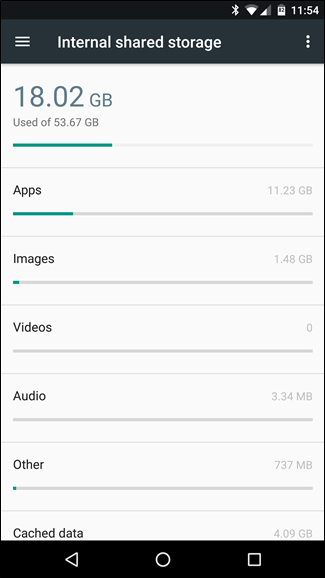 11:54
Internal shared storage
18.02 GB
Used of 53.67 GB
Apps 11.23 GB
Images 1.48 GB
Videos 0
Audio 3.34 MB
Other 737 MB
Cached data 4.09 GB